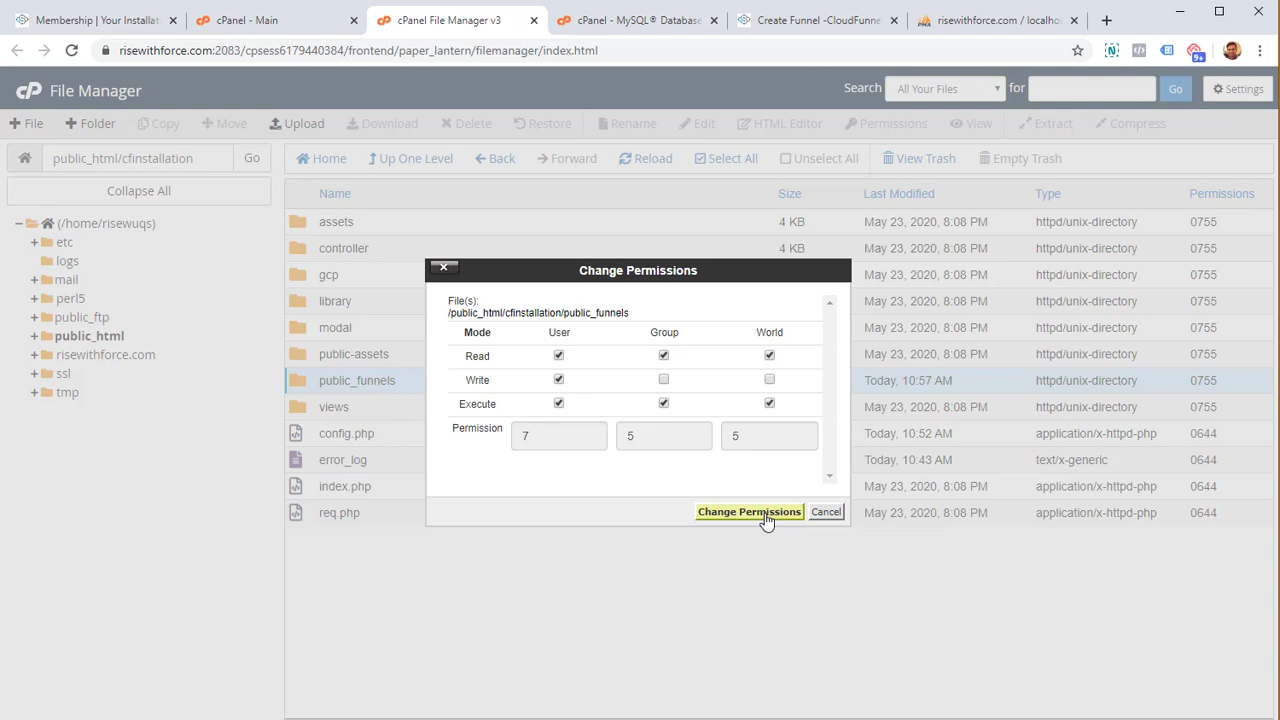 Membership | Your Installat
cPanel - Main
cPanel File Manager v3
cPanel - MySQL® Database
Create Funnel -CloudFunne
risewithforce.com / localho
risewithforce.com:2083/cpsess6179440384/frontend/paper_lantern/filemanager/index.html
9+
cP File Manager
Search All Your Files for Go Settings
File Folder Copy Move Upload Download Delete Restore Rename Edit HTML Editor Permissions View Extract Compress
public_html/cfinstallation Go
Home Up One Level Back Forward Reload Select All Unselect All View Trash Empty Trash
Collapse All
(/home/risewuqs)
etc
logs
mail
perl5
public_ftp
public_html
risewithforce.com
ssl
tmp
Name Size Last Modified Type Permissions
assets 4 KB May 23, 2020, 8:08 PM httpd/unix-directory 0755
controller 4 KB May 23, 2020, 8:08 PM httpd/unix-directory 0755
gcp May 23, 2020, 8:08 PM httpd/unix-directory 0755
library May 23, 2020, 8:08 PM httpd/unix-directory 0755
modal May 23, 2020, 8:08 PM httpd/unix-directory 0755
public-assets May 23, 2020, 8:08 PM httpd/unix-directory 0755
public_funnels Today, 10:57 AM httpd/unix-directory 0755
views May 23, 2020, 8:08 PM httpd/unix-directory 0755
config.php Today, 10:52 AM application/x-httpd-php 0644
error_log Today, 10:43 AM text/x-generic 0644
index.php May 23, 2020, 8:08 PM application/x-httpd-php 0644
req.php May 23, 2020, 8:08 PM application/x-httpd-php 0644
Change Permissions
File(s):
/public_html/cfinstallation/public_funnels
Mode User Group World
Read
Write
Execute
Permission 7 5 5
Change Permissions Cancel